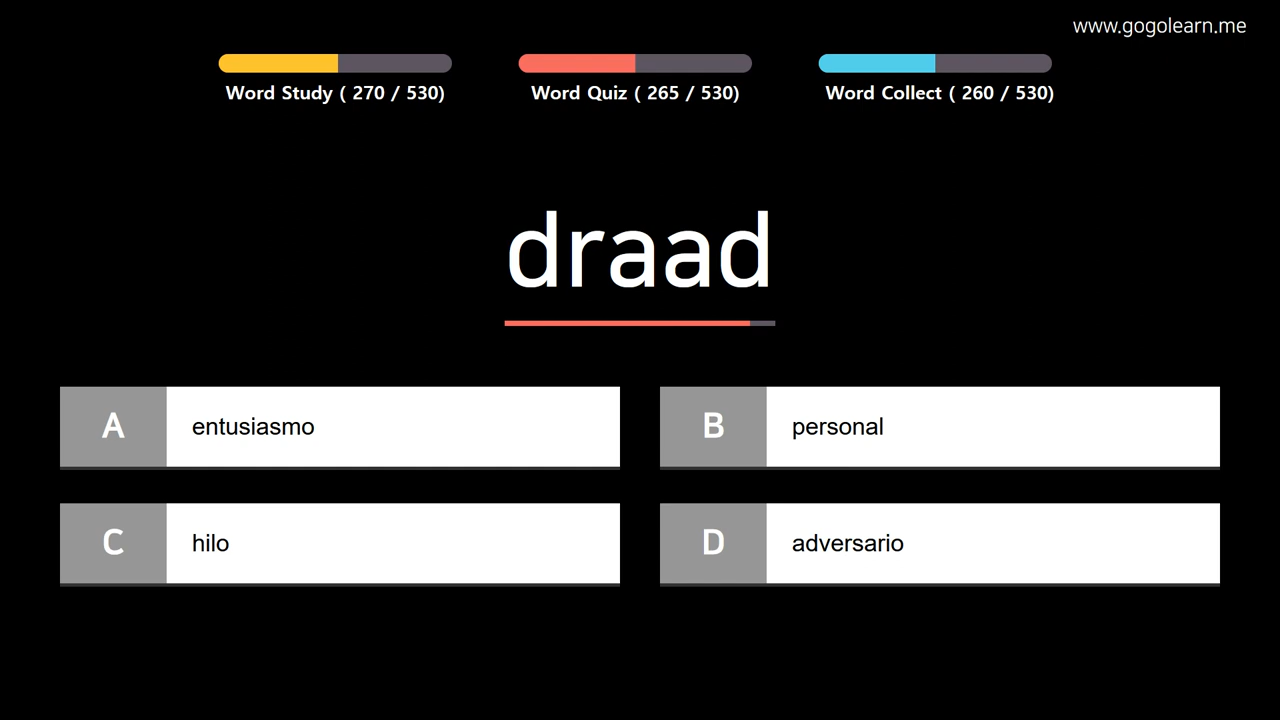 www.gogolearn.me
Word Study ( 270 / 530)
Word Quiz ( 265 / 530)
Word Collect ( 260 / 530)
draad
A entusiasmo
B personal
C hilo
D adversario